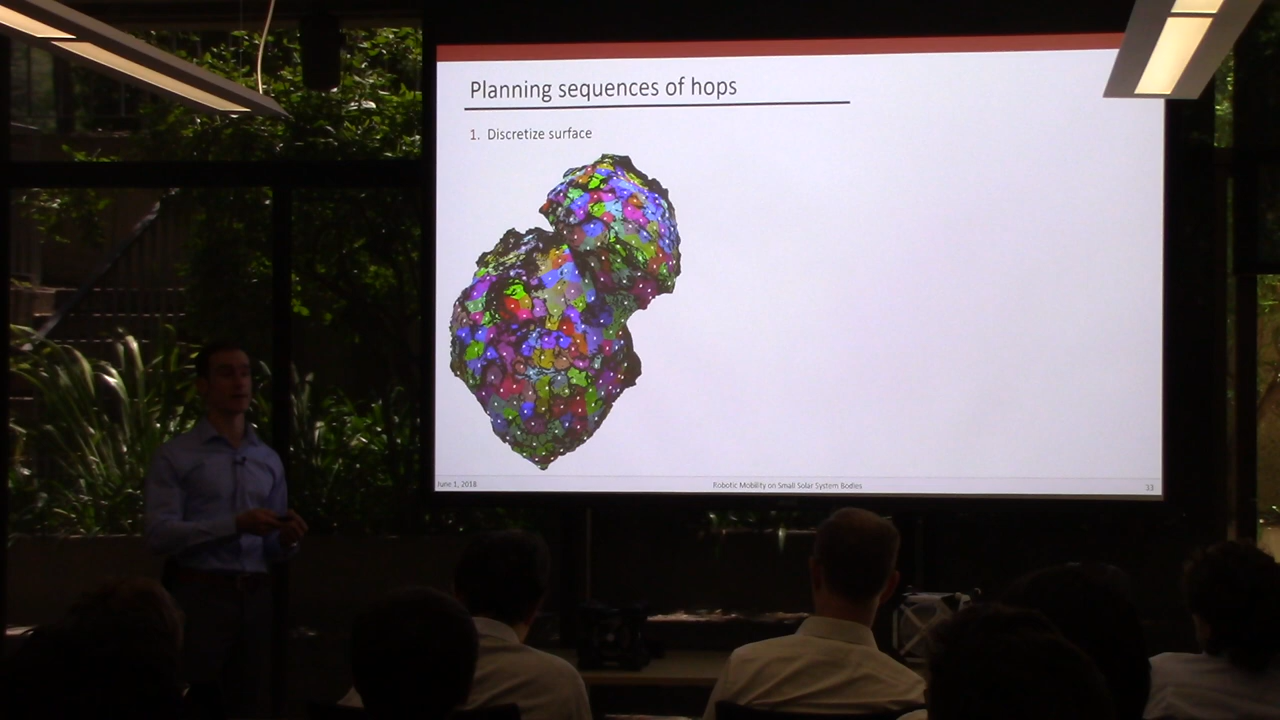 Planning sequences of hops
1. Discretize surface
June 1, 2018
Robotic Mobility on Small Solar System Bodies
33